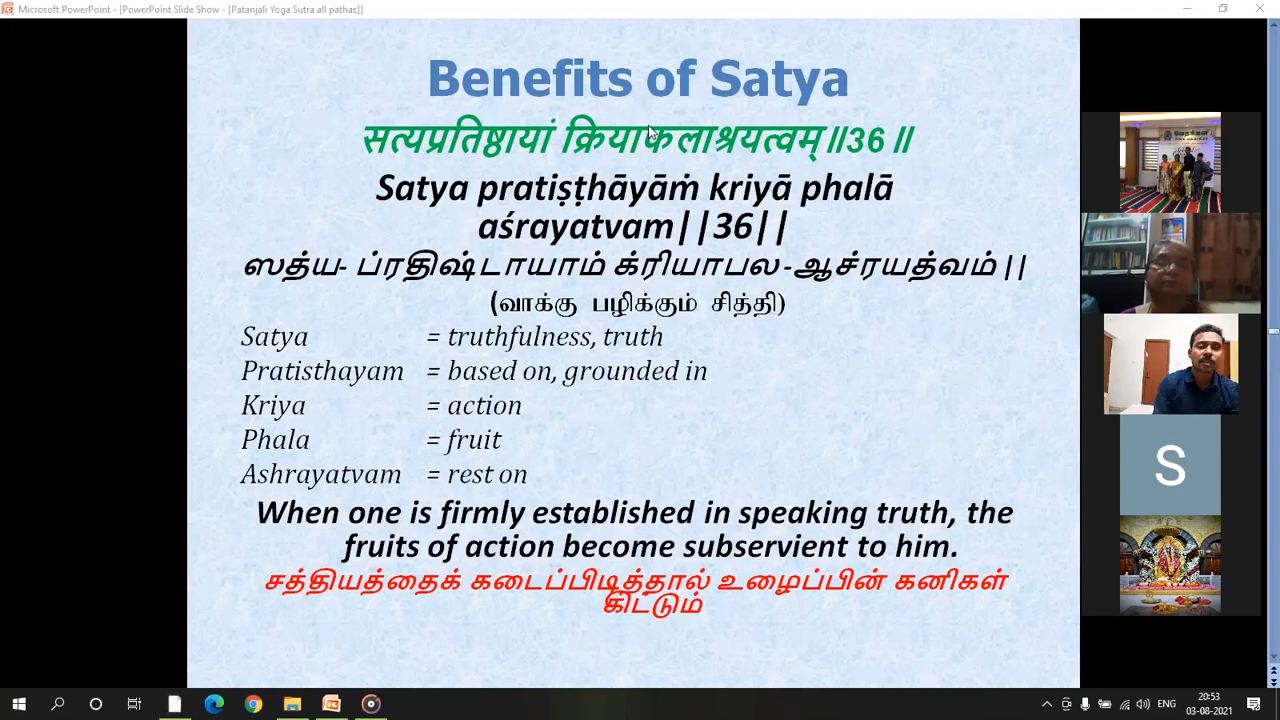 Microsoft PowerPoint - [PowerPoint Slide Show - [Patanjali Yoga Sutra all pathas]]
Benefits of Satya
सत्यप्रतिष्ठायां क्रियाफलाश्रयत्वम्॥36॥
Satya pratiṣṭhāyāṁ kriyā phalā
aśrayatvam||36||
ஸத்ய- ப்ரதிஷ்டாயாம் க்ரியாபல -ஆச்ரயத்வம் ||
(வாக்கு பழிக்கும் சித்தி)
Satya = truthfulness, truth
Pratisthayam = based on, grounded in
Kriya = action
Phala = fruit
Ashrayatvam = rest on
When one is firmly established in speaking truth, the
fruits of action become subservient to him.
சத்தியத்தைக் கடைப்பிடித்தால் உழைப்பின் கனிகள்
கிட்டும்
S
ENG
20:53
03-08-2021